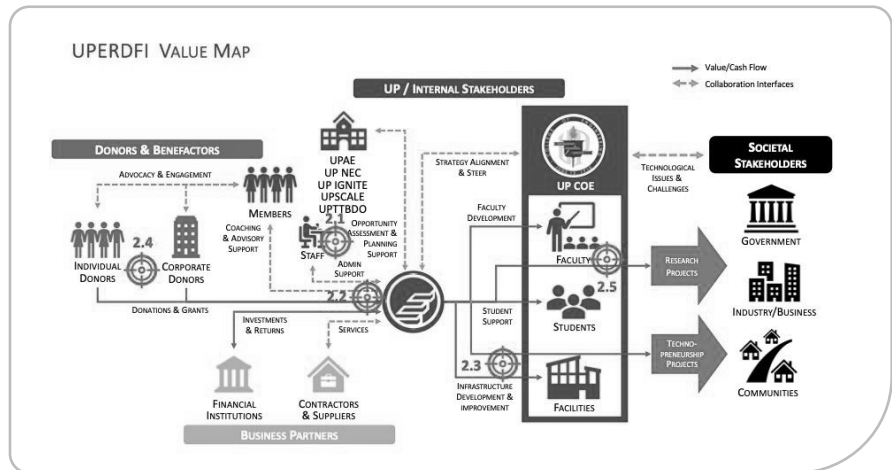 UPERDFI VALUE MAP
Value/Cash Flow
Collaboration Interfaces
UP / INTERNAL STAKEHOLDERS
DONORS & BENEFACTORS
ADVOCACY & ENGAGEMENT
UPAE
UP NEC
UP IGNITE
UPSCALE
UPTTBDO
STRATEGY ALIGNMENT
& STEER
UP COE
TECHNOLOGICAL
ISSUES &
CHALLENGES
SOCIETAL
STAKEHOLDERS
MEMBERS
COACHING
& ADVISORY
SUPPORT
2.1
STAFF
OPPORTUNITY
ASSESSMENT &
PLANNING
SUPPORT
ADMIN
SUPPORT
FACULTY
DEVELOPMENT
FACULTY
GOVERNMENT
2.4
INDIVIDUAL
DONORS
CORPORATE
DONORS
2.2
2.5
RESEARCH
PROJECTS
DONATIONS & GRANTS
INVESTMENTS
& RETURNS
SERVICES
STUDENT
SUPPORT
STUDENTS
INDUSTRY/BUSINESS
TECHNO-
PRENEURSHIP
PROJECTS
2.3
INFRASTRUCTURE
DEVELOPMENT &
IMPROVEMENT
FACILITIES
COMMUNITIES
FINANCIAL
INSTITUTIONS
CONTRACTORS
& SUPPLIERS
BUSINESS PARTNERS